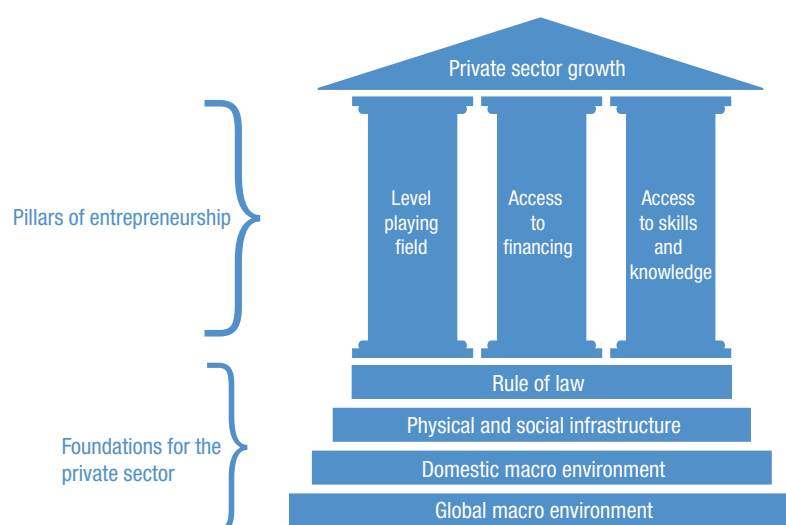 Private sector growth
Pillars of entrepreneurship
Level
playing
field
Access
to
financing
Access
to skills
and
knowledge
Foundations for the
private sector
Rule of law
Physical and social infrastructure
Domestic macro environment
Global macro environment